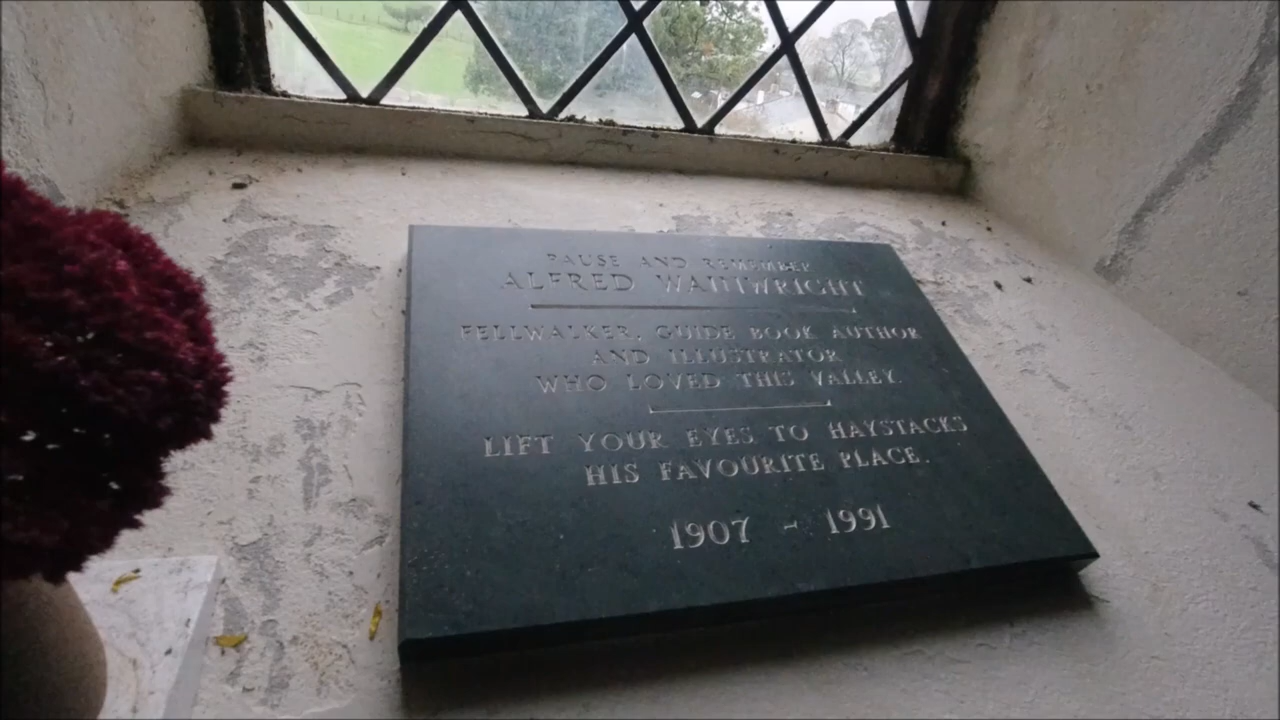 PAUSE AND REMEMBER
ALFRED WAINWRIGHT
FELLWALKER, GUIDE BOOK AUTHOR
AND ILLUSTRATOR
WHO LOVED THIS VALLEY.
LIFT YOUR EYES TO HAYSTACKS
HIS FAVOURITE PLACE.
1907 - 1991